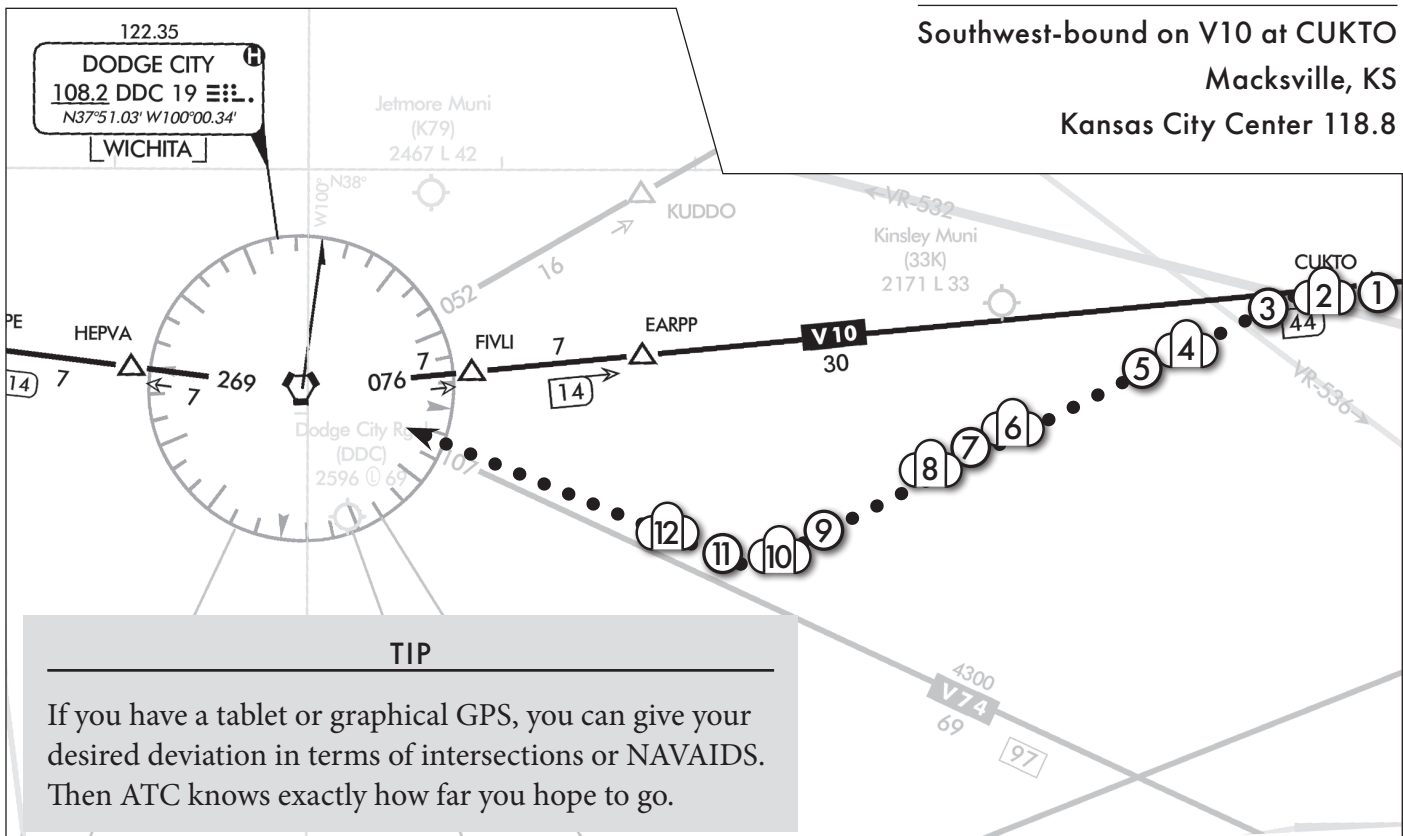 Southwest-bound on V10 at CUKTO
Macksville, KS
Kansas City Center 118.8
122.35
H
DODGE CITY
108.2 DDC 19
N37°51.03' W100°00.34'
WICHITA
Jetmore Muni
(K79)
2467 L 42
N38°
W100°
KUDDO
VR-532
Kinsley Muni
(33K)
2171 L 33
052
16
CUKTO
1
2
3
44
4
5
VR-536
PE
HEPVA
14
7
7
269
076
7
FIVLI
7
14
EARPP
V10
30
6
7
8
9
10
11
12
Dodge City Rg
(DDC)
2596 L 69
107
4300
V74
69
97
TIP
If you have a tablet or graphical GPS, you can give your
desired deviation in terms of intersections or NAVAIDS.
Then ATC knows exactly how far you hope to go.